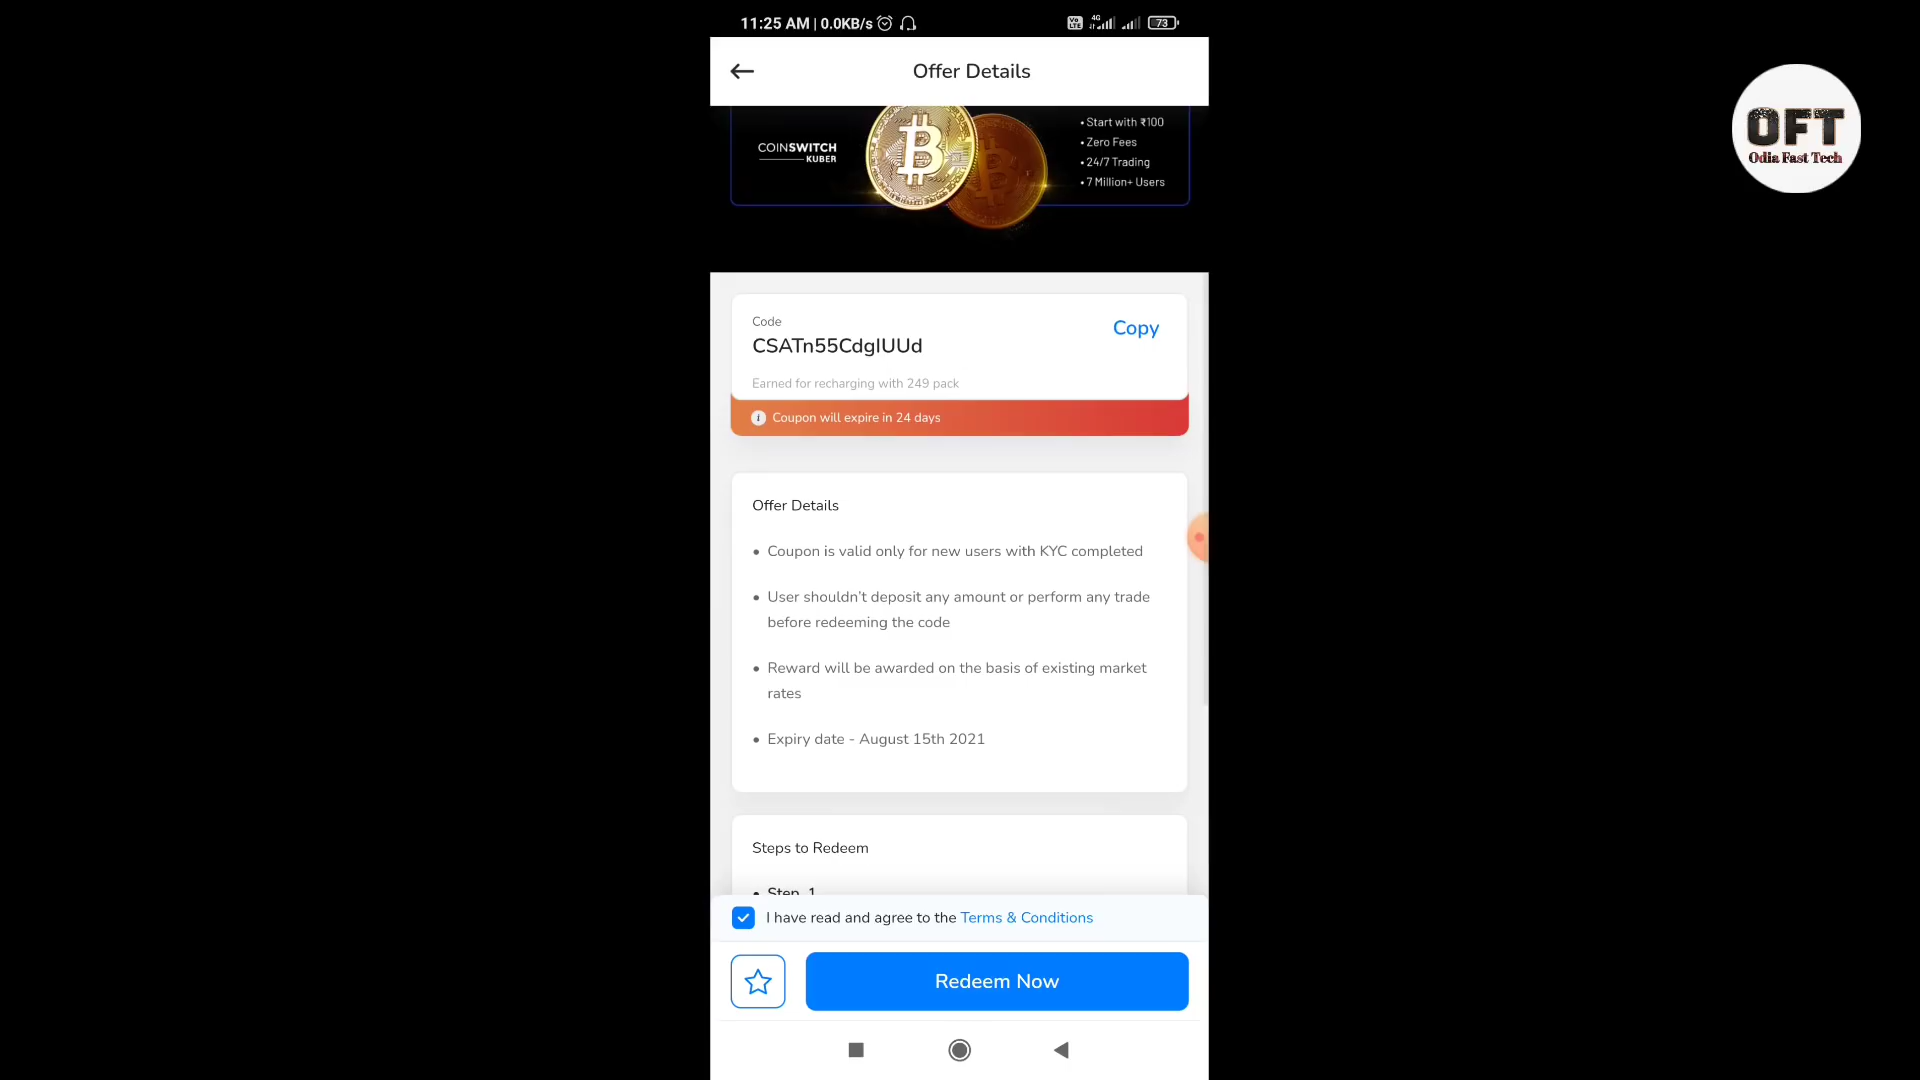 11:25 AM | 0.0KB/s
Vo LTE
4G
73
Offer Details
COINSWITCH
KUBER
• Start with ₹100
• Zero Fees
• 24/7 Trading
• 7 Million+ Users
OFT
Odia Fast Tech
Code
CSATn55CdgIUUd
Copy
Earned for recharging with 249 pack
i Coupon will expire in 24 days
Offer Details
• Coupon is valid only for new users with KYC completed
• User shouldn't deposit any amount or perform any trade
before redeeming the code
• Reward will be awarded on the basis of existing market
rates
• Expiry date - August 15th 2021
Steps to Redeem
• Step 1
I have read and agree to the Terms & Conditions
Redeem Now